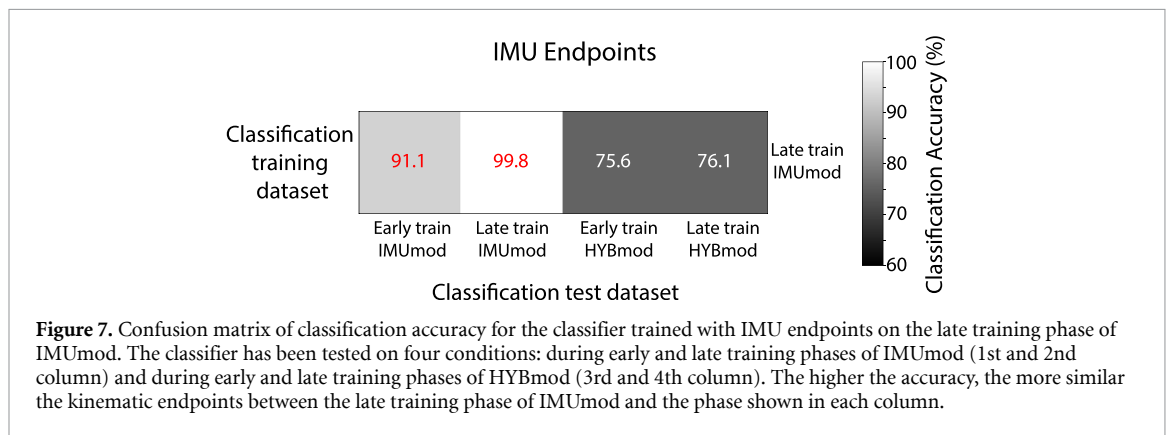 IMU Endpoints
Classification
training
dataset
91.1 99.8 75.6 76.1
Late train
IMUmod
Early train
IMUmod
Late train
IMUmod
Early train
HYBmod
Late train
HYBmod
Classification test dataset
100
90
80
70
60
Classification Accuracy (%)
Figure 7. Confusion matrix of classification accuracy for the classifier trained with IMU endpoints on the late training phase of
IMUmod. The classifier has been tested on four conditions: during early and late training phases of IMUmod (1st and 2nd
column) and during early and late training phases of HYBmod (3rd and 4th column). The higher the accuracy, the more similar
the kinematic endpoints between the late training phase of IMUmod and the phase shown in each column.